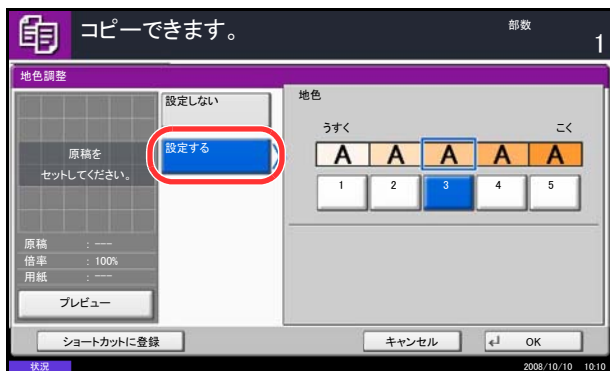 コピーできます。
部数
1
地色調整
設定しない
設定する
原稿を
セットしてください。
原稿 : ---
倍率 : 100%
用紙 : ---
プレビュー
地色
うすく こく
A A A A A
1 2 3 4 5
ショートカットに登録
キャンセル
OK
状況
2008/10/10 10:10